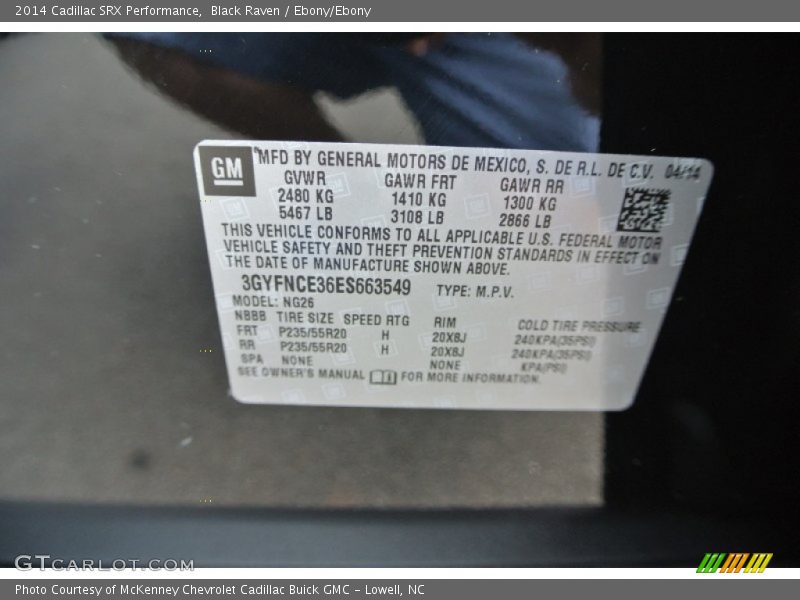 2014 Cadillac SRX Performance, Black Raven / Ebony/Ebony
GM
MFD BY GENERAL MOTORS DE MEXICO, S. DE R.L. DE C.V. 04/14
GVWR GAWR FRT GAWR RR
2480 KG 1410 KG 1300 KG
5467 LB 3108 LB 2866 LB
THIS VEHICLE CONFORMS TO ALL APPLICABLE U.S. FEDERAL MOTOR
VEHICLE SAFETY AND THEFT PREVENTION STANDARDS IN EFFECT ON
THE DATE OF MANUFACTURE SHOWN ABOVE.
3GYFNCE36ES663549 TYPE: M.P.V.
MODEL: NG26
NBBB TIRE SIZE SPEED RTG RIM COLD TIRE PRESSURE
FRT P235/55R20 H 20X8J 240KPA(35PSI)
RR P235/55R20 H 20X8J 240KPA(35PSI)
SPA NONE NONE KPA(PSI)
SEE OWNER'S MANUAL FOR MORE INFORMATION.
GTCARLOT.COM
Photo Courtesy of McKenney Chevrolet Cadillac Buick GMC - Lowell, NC